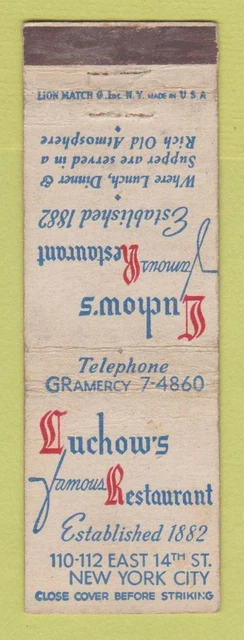 LION MATCH CO., INC. N.Y. MADE IN U S A
Luchow's
Famous Restaurant
Established 1882
Where Lunch, Dinner &
Supper are served in a
Rich Old Atmosphere
Telephone
GRAMERCY 7-4860
Luchow's
Famous Restaurant
Established 1882
110-112 EAST 14TH ST.
NEW YORK CITY
CLOSE COVER BEFORE STRIKING